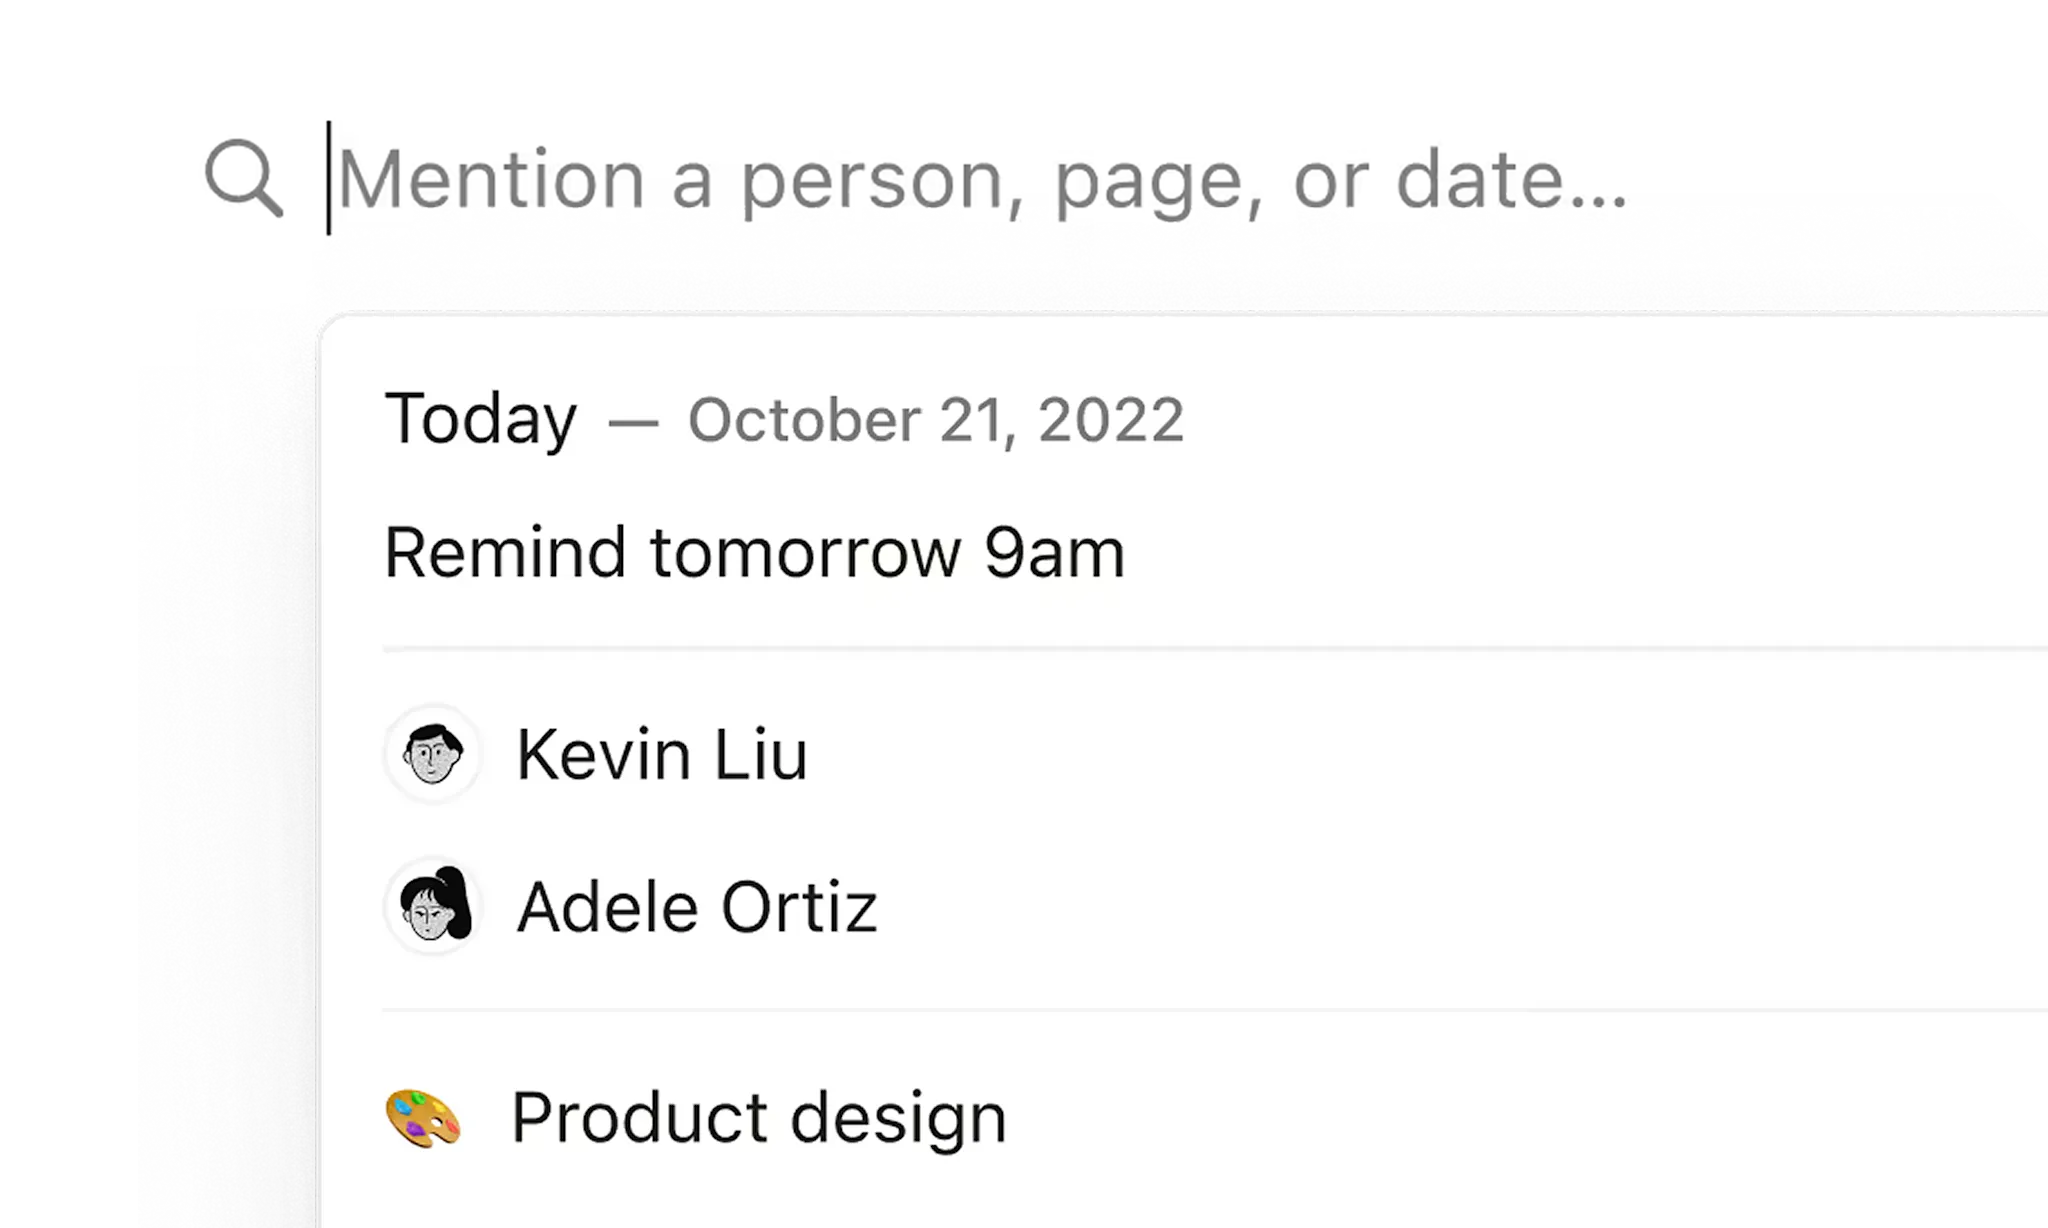 Mention a person, page, or date...
Today — October 21, 2022
Remind tomorrow 9am
Kevin Liu
Adele Ortiz
Product design